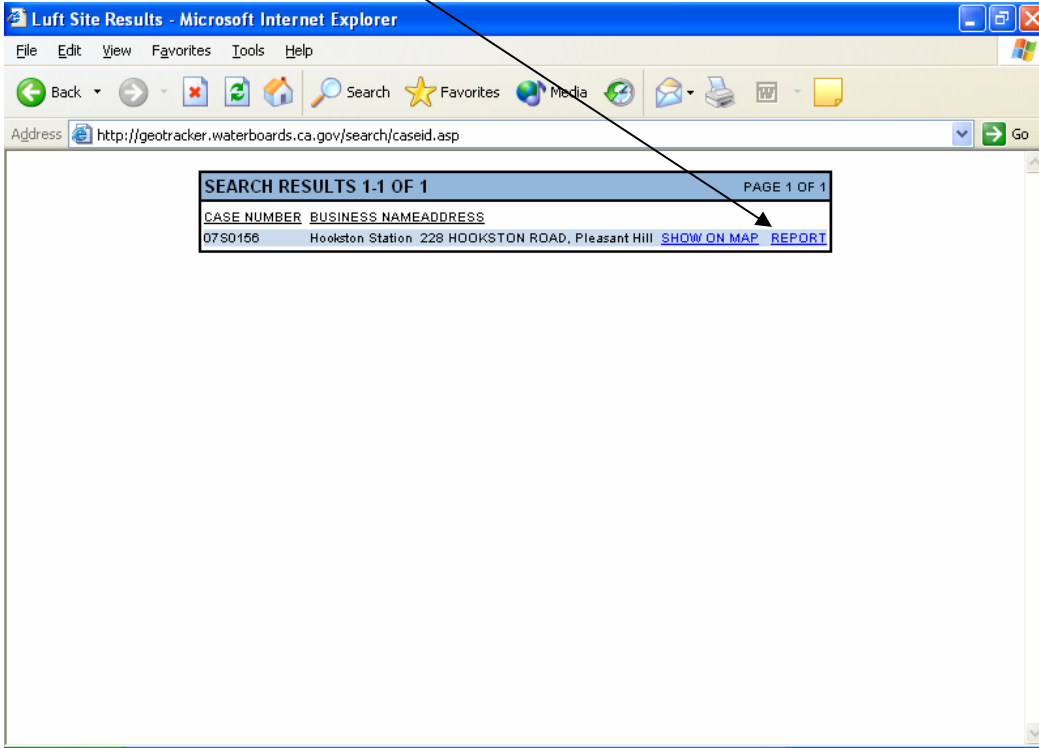 Luft Site Results - Microsoft Internet Explorer
File Edit View Favorites Tools Help
Back Search Favorites Media
Address http://geotracker.waterboards.ca.gov/search/caseid.asp Go
SEARCH RESULTS 1-1 OF 1 PAGE 1 OF 1
CASE NUMBER BUSINESS NAMEADDRESS
07S0156 Hookston Station 228 HOOKSTON ROAD, Pleasant Hill SHOW ON MAP REPORT